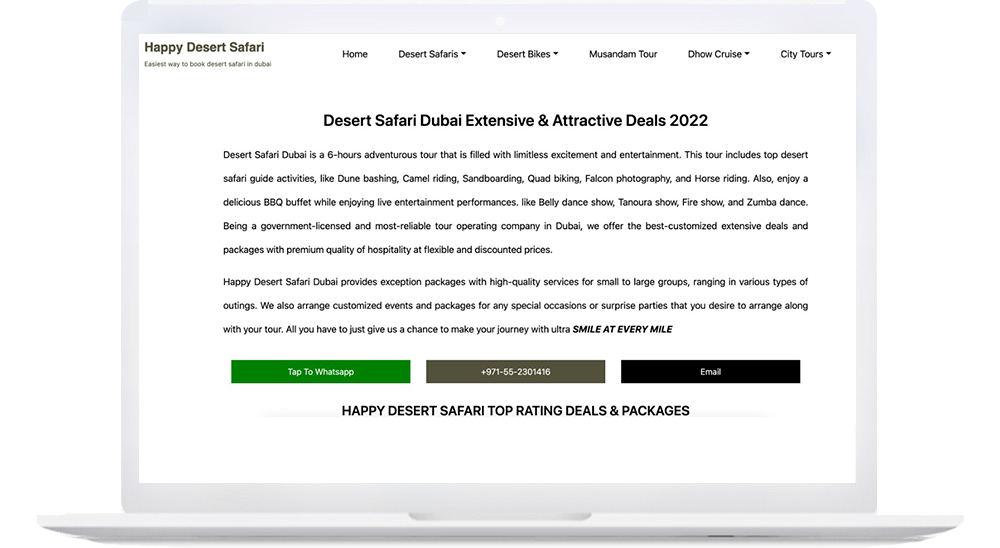 Happy Desert Safari
Easiest way to book desert safari in dubai
Home Desert Safaris Desert Bikes Musandam Tour Dhow Cruise City Tours
Desert Safari Dubai Extensive & Attractive Deals 2022
Desert Safari Dubai is a 6-hours adventurous tour that is filled with limitless excitement and entertainment. This tour includes top desert
safari guide activities, like Dune bashing, Camel riding, Sandboarding, Quad biking, Falcon photography, and Horse riding. Also, enjoy a
delicious BBQ buffet while enjoying live entertainment performances. like Belly dance show, Tanoura show, Fire show, and Zumba dance.
Being a government-licensed and most-reliable tour operating company in Dubai, we offer the best-customized extensive deals and
packages with premium quality of hospitality at flexible and discounted prices.
Happy Desert Safari Dubai provides exception packages with high-quality services for small to large groups, ranging in various types of
outings. We also arrange customized events and packages for any special occasions or surprise parties that you desire to arrange along
with your tour. All you have to just give us a chance to make your journey with ultra SMILE AT EVERY MILE
Tap To Whatsapp +971-55-2301416 Email
HAPPY DESERT SAFARI TOP RATING DEALS & PACKAGES